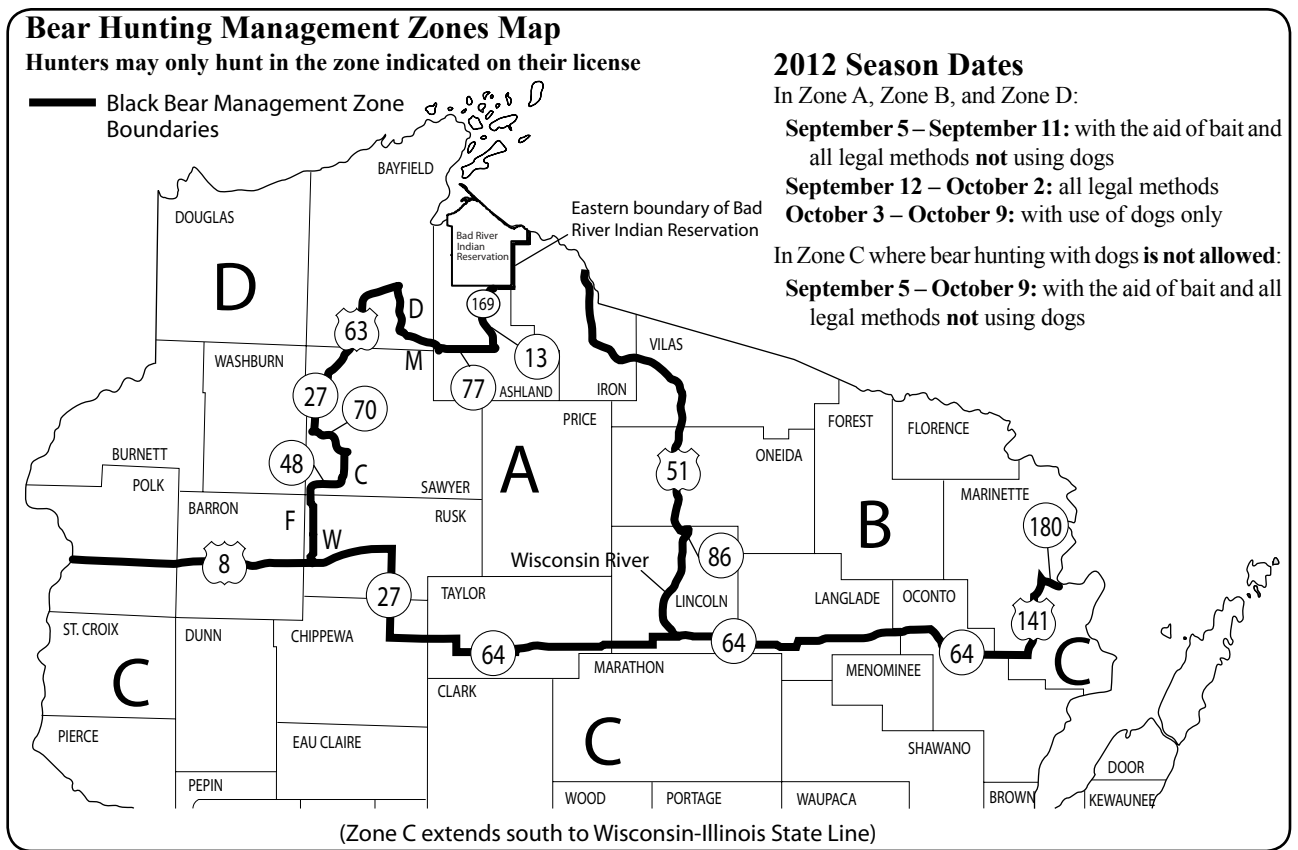 Bear Hunting Management Zones Map
Hunters may only hunt in the zone indicated on their license
Black Bear Management Zone
Boundaries
2012 Season Dates
In Zone A, Zone B, and Zone D:
September 5 – September 11: with the aid of bait and
all legal methods not using dogs
September 12 – October 2: all legal methods
October 3 – October 9: with use of dogs only
In Zone C where bear hunting with dogs is not allowed:
September 5 – October 9: with the aid of bait and all
legal methods not using dogs
BAYFIELD
DOUGLAS
Bad River
Indian
Reservation
Eastern boundary of Bad
River Indian Reservation
D
D
169
63
M
13
VILAS
WASHBURN
77
ASHLAND
IRON
27
70
PRICE
FOREST
FLORENCE
BURNETT
48
C
A
51
ONEIDA
POLK
SAWYER
MARINETTE
BARRON
F
RUSK
B
180
W
8
Wisconsin River
86
27
TAYLOR
LINCOLN
LANGLADE
OCONTO
ST. CROIX
DUNN
CHIPPEWA
141
64
64
64
C
C
MARATHON
MENOMINEE
CLARK
C
PIERCE
EAU CLAIRE
SHAWANO
DOOR
PEPIN
WOOD
PORTAGE
WAUPACA
BROWN
KEWAUNEE
(Zone C extends south to Wisconsin-Illinois State Line)